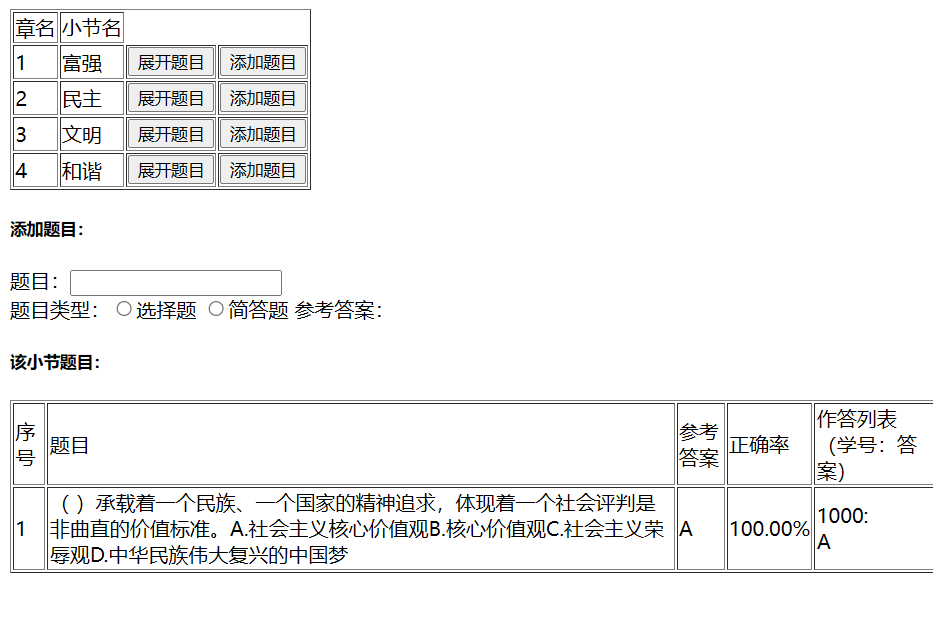 章名 小节名
1 富强 展开题目 添加题目
2 民主 展开题目 添加题目
3 文明 展开题目 添加题目
4 和谐 展开题目 添加题目
添加题目：
题目：
题目类型： 选择题 简答题 参考答案：
该小节题目：
序号 题目 参考答案 正确率 作答列表（学号：答案）
1 （ ）承载着一个民族、一个国家的精神追求，体现着一个社会评判是
非曲直的价值标准。A.社会主义核心价值观B.核心价值观C.社会主义荣
辱观D.中华民族伟大复兴的中国梦 A 100.00% 1000:
A